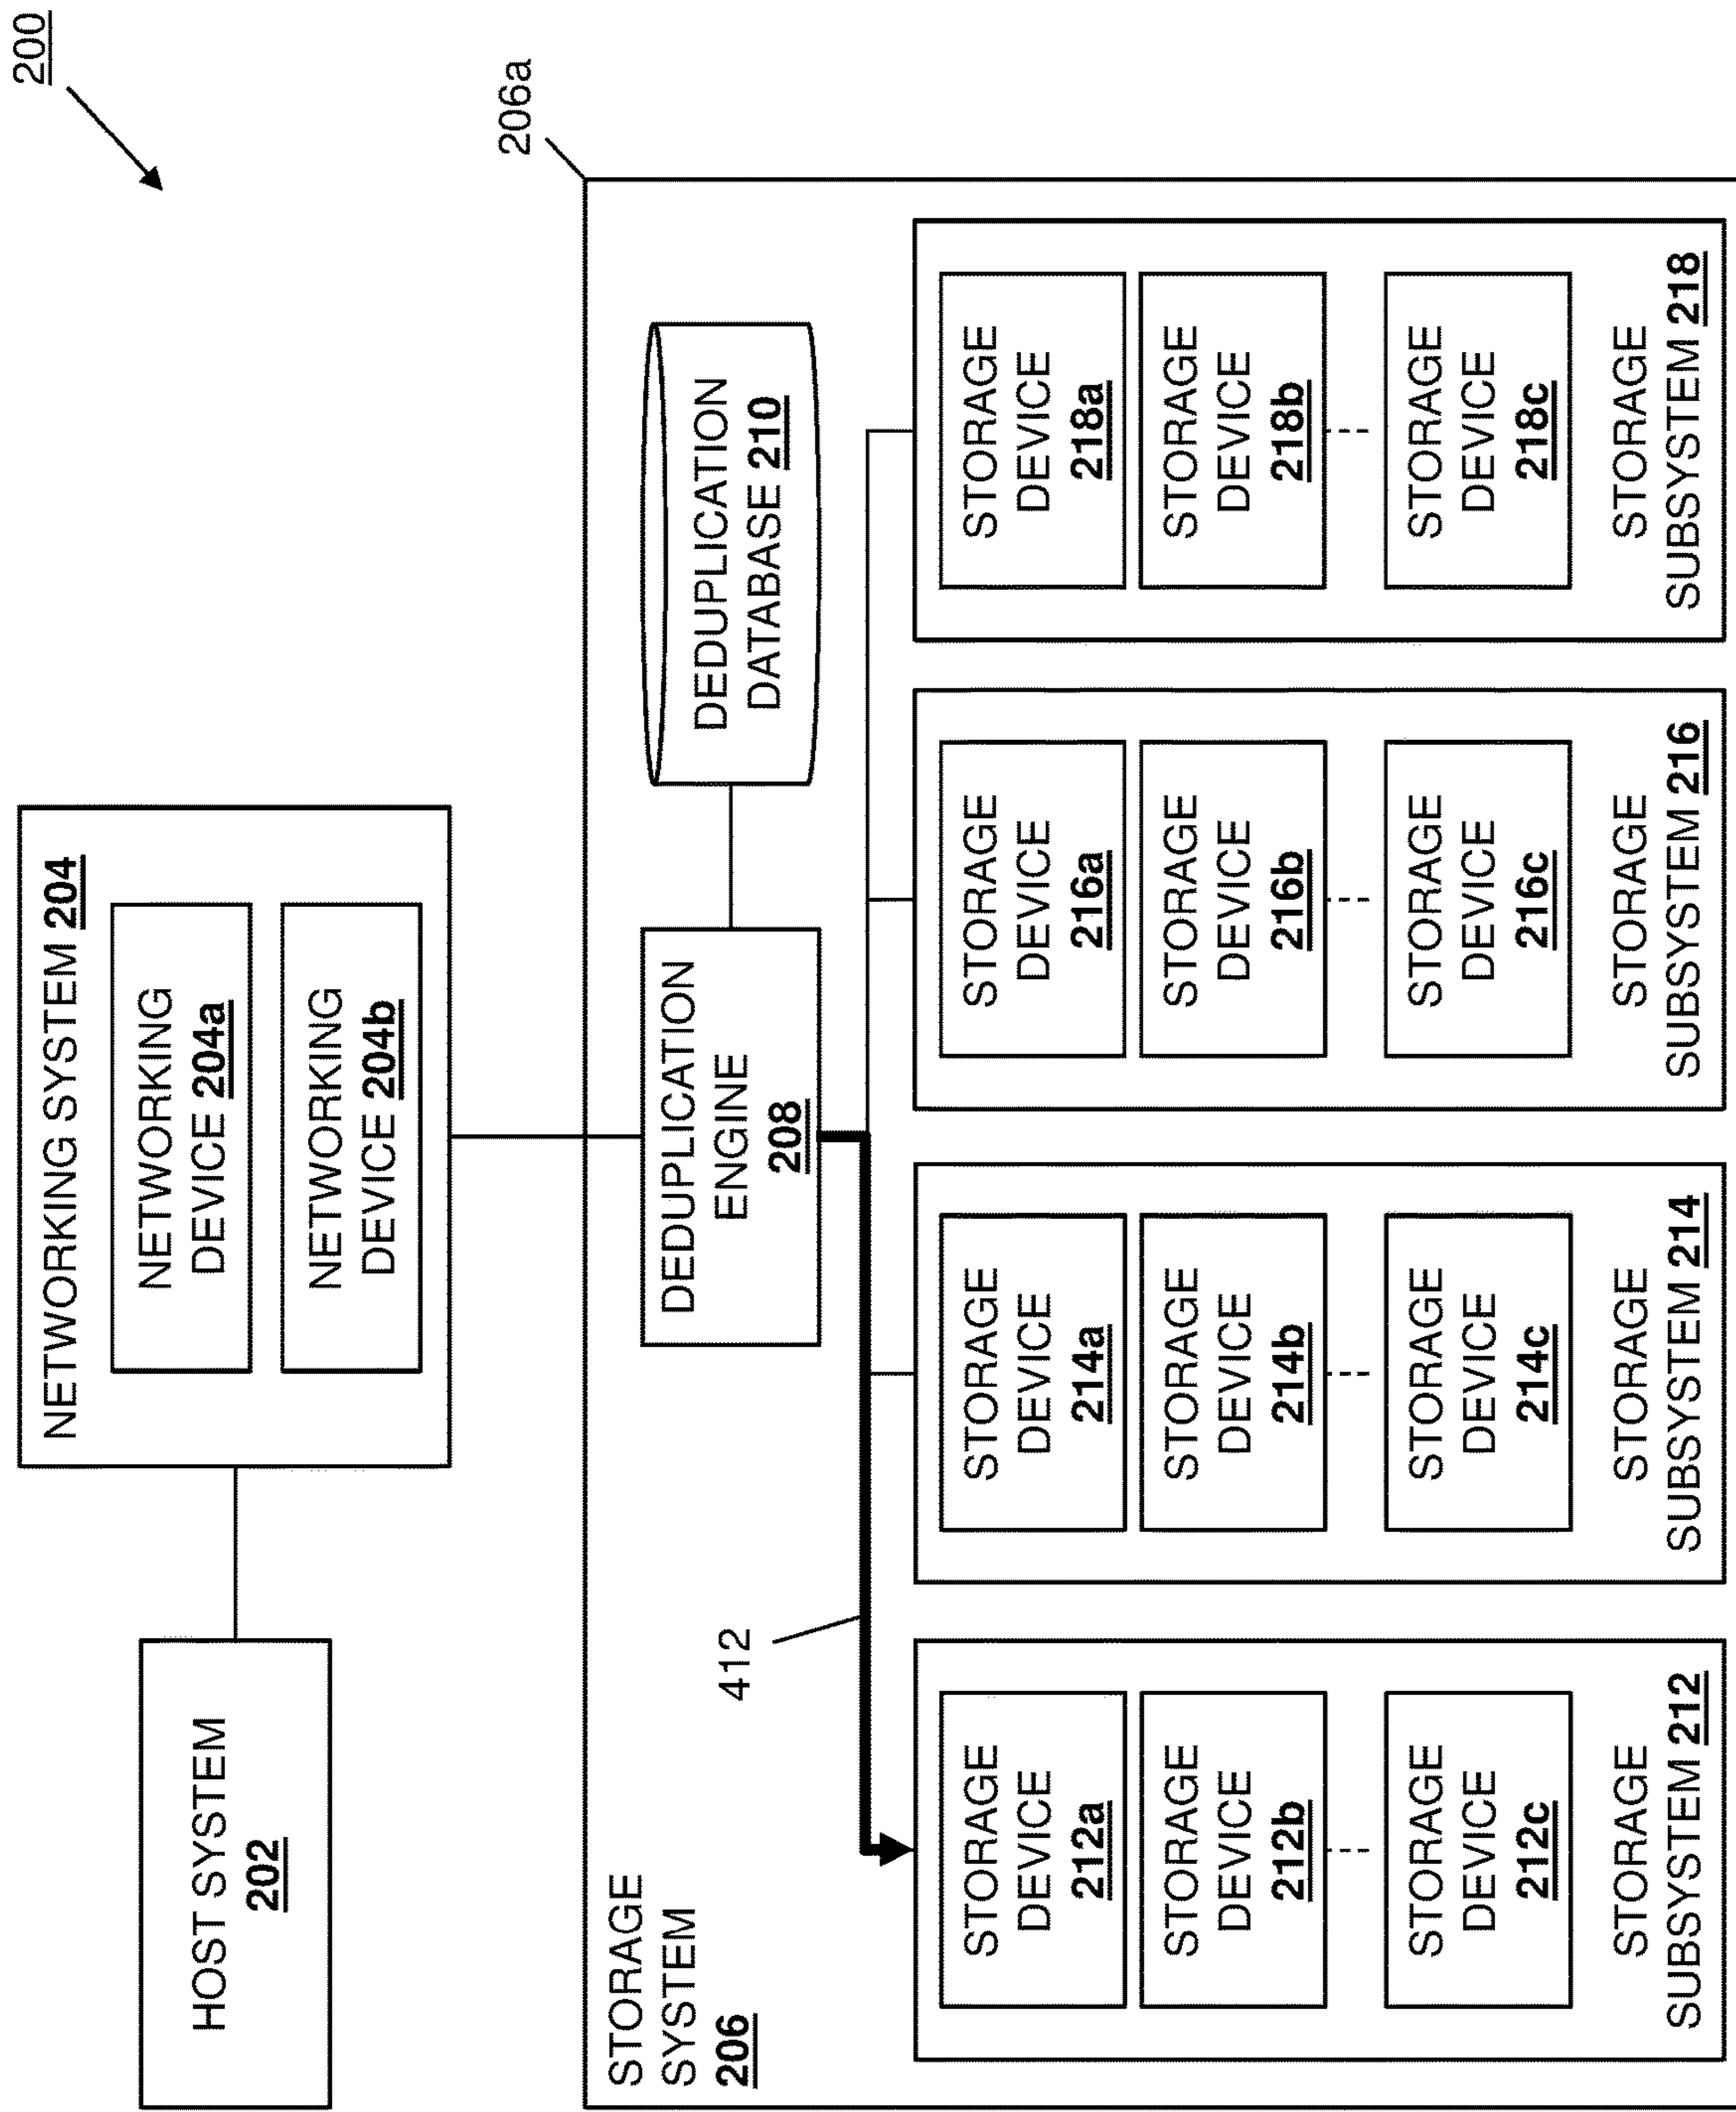 200
NETWORKING SYSTEM 204
NETWORKING
DEVICE 204a
NETWORKING
DEVICE 204b
HOST SYSTEM
202
206a
STORAGE
SYSTEM
206
DEDUPLICATION
ENGINE
208
DEDUPLICATION
DATABASE 210
412
STORAGE
DEVICE
212a
STORAGE
DEVICE
212b
STORAGE
DEVICE
212c
STORAGE
SUBSYSTEM 212
STORAGE
DEVICE
214a
STORAGE
DEVICE
214b
STORAGE
DEVICE
214c
STORAGE
SUBSYSTEM 214
STORAGE
DEVICE
216a
STORAGE
DEVICE
216b
STORAGE
DEVICE
216c
STORAGE
SUBSYSTEM 216
STORAGE
DEVICE
218a
STORAGE
DEVICE
218b
STORAGE
DEVICE
218c
STORAGE
SUBSYSTEM 218